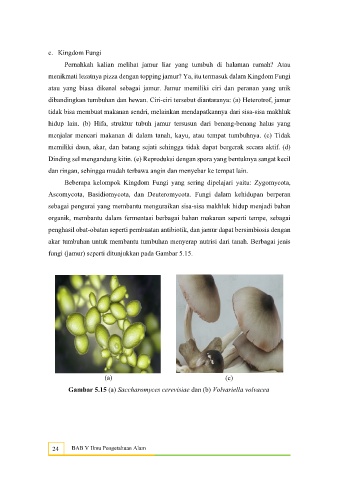 c. Kingdom Fungi
Pernahkah kalian melihat jamur liar yang tumbuh di halaman rumah? Atau
menikmati lezatnya pizza dengan topping jamur? Ya, itu termasuk dalam Kingdom Fungi
atau yang biasa dikenal sebagai jamur. Jamur memiliki ciri dan peranan yang unik
dibandingkan tumbuhan dan hewan. Ciri-ciri tersebut diantaranya: (a) Heterotrof, jamur
tidak bisa membuat makanan sendri, melainkan mendapatkannya dari sisa-sisa makhluk
hidup lain. (b) Hifa, struktur tubuh jamur tersusun dari benang-benang halus yang
menjalar mencari makanan di dalam tanah, kayu, atau tempat tumbuhnya. (c) Tidak
memiliki daun, akar, dan batang sejati sehingga tidak dapat bergerak secara aktif. (d)
Dinding sel mengandung kitin. (e) Reproduksi dengan spora yang bentuknya sangat kecil
dan ringan, sehingga mudah terbawa angin dan menyebar ke tempat lain.
Beberapa kelompok Kingdom Fungi yang sering dipelajari yaitu: Zygomycota,
Ascomycota, Basidiomycota, dan Deuteromycota. Fungi dalam kehidupan berperan
sebagai pengurai yang membantu menguraikan sisa-sisa makhluk hidup menjadi bahan
organik, membantu dalam fermentasi berbagai bahan makanan seperti tempe, sebagai
penghasil obat-obatan seperti pembuatan antibiotik, dan jamur dapat bersimbiosis dengan
akar tumbuhan untuk membantu tumbuhan menyerap nutrisi dari tanah. Berbagai jenis
fungi (jamur) seperti ditunjukkan pada Gambar 5.15.
(a) (c)
Gambar 5.15 (a) Saccharomyces cerevisiae dan (b) Volvariella volvacea
24 BAB V Ilmu Pengetahuan Alam